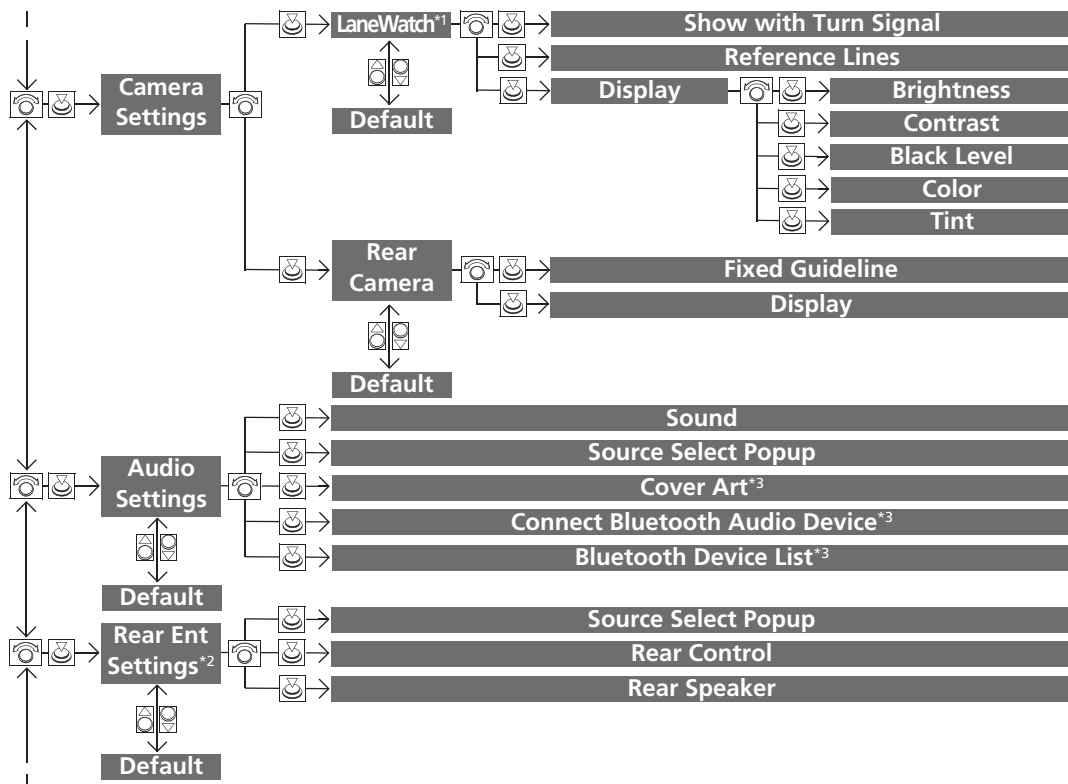 LaneWatch*1
Show with Turn Signal
Reference Lines
Camera
Settings
Display
Brightness
Default
Contrast
Black Level
Color
Tint
Rear
Camera
Fixed Guideline
Display
Default
Sound
Audio
Settings
Source Select Popup
Cover Art*3
Connect Bluetooth Audio Device*3
Bluetooth Device List*3
Default
Rear Ent
Settings*2
Source Select Popup
Rear Control
Rear Speaker
Default